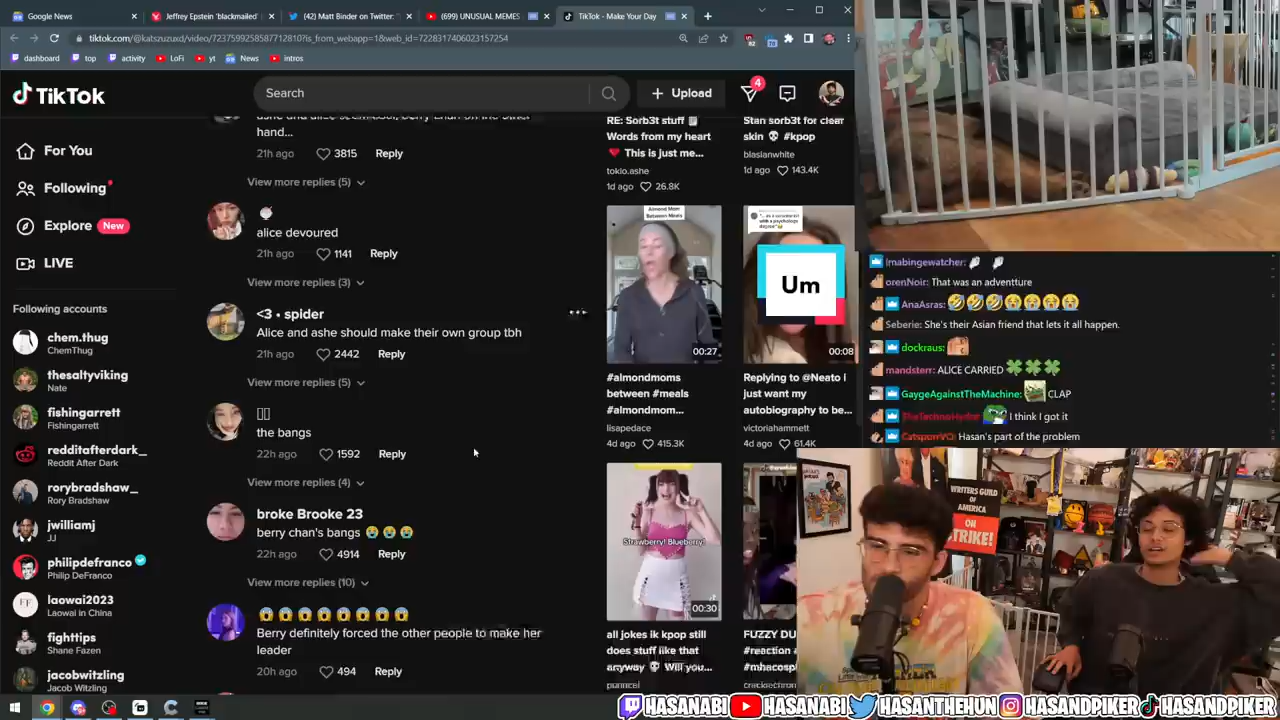 Google News
Jeffrey Epstein 'blackmailed'
(42) Matt Binder on Twitter: "
(699) UNUSUAL MEMES
TikTok - Make Your Day
tiktok.com/@katszuzuxd/video/7237599258587712810?is_from_webapp=1&web_id=7228317406023157254
dashboard
top
activity
LoFi
yt
News
intros
TikTok
Search
Upload
4
For You
Following
New
LIVE
Following accounts
chem.thug
ChemThug
thesaltyviking
Nate
fishingarrett
Fishingarrett
redditafterdark_
Reddit After Dark
rorybradshaw_
Rory Bradshaw
jwilliamj
JJ
philipdefranco
Philip DeFranco
laowai2023
Laowai in China
fighttips
Shane Fazen
jacobwitzling
Jacob Witzling
hand...
21h ago
3815
Reply
View more replies (5)
alice devoured
21h ago
1141
Reply
View more replies (3)
<3 • spider
Alice and ashe should make their own group tbh
21h ago
2442
Reply
View more replies (5)
the bangs
22h ago
1592
Reply
View more replies (4)
broke Brooke 23
berry chan's bangs 😭 😭 😭
22h ago
4914
Reply
View more replies (10)
😱 😱 😱 😱 😱 😱 😱 😱
Berry definitely forced the other people to make her
leader
20h ago
494
Reply
RE: Sorb3t stuff
Words from my heart
❤️ This is just me...
tokio.ashe
1d ago
26.8K
Stan sorb3t for clear
skin 💀 #kpop
blasianwhite
1d ago
143.4K
Almond Mom
Between Meals
00:27
#almondmoms
between #meals
#almondmom...
lisapedace
4d ago
415.3K
Um
00:08
Replying to @Neato I
just want my
autobiography to be...
victoriahammett
4d ago
61.4K
Strawberry! Blueberry!
00:30
all jokes ik kpop still
does stuff like that
anyway 💀 Will you...
FUZZY DU
#reaction #
imabingewatcher:
orenNoir: That was an adventture
AnaAsras: 🤣🤣🤣😭😭😭😭
Seberie: She's their Asian friend that lets it all happen.
dockraus:
mandsterr: ALICE CARRIED 🍀🍀🍀
GaygeAgainstTheMachine: CLAP
I think I got it
Hasan's part of the problem
WRITERS GUILD
OF
AMERICA
ON
STRIKE!
HASANABI
HASANABI
HASANTHEHUN
HASANDPIKER
HASANDPIKER